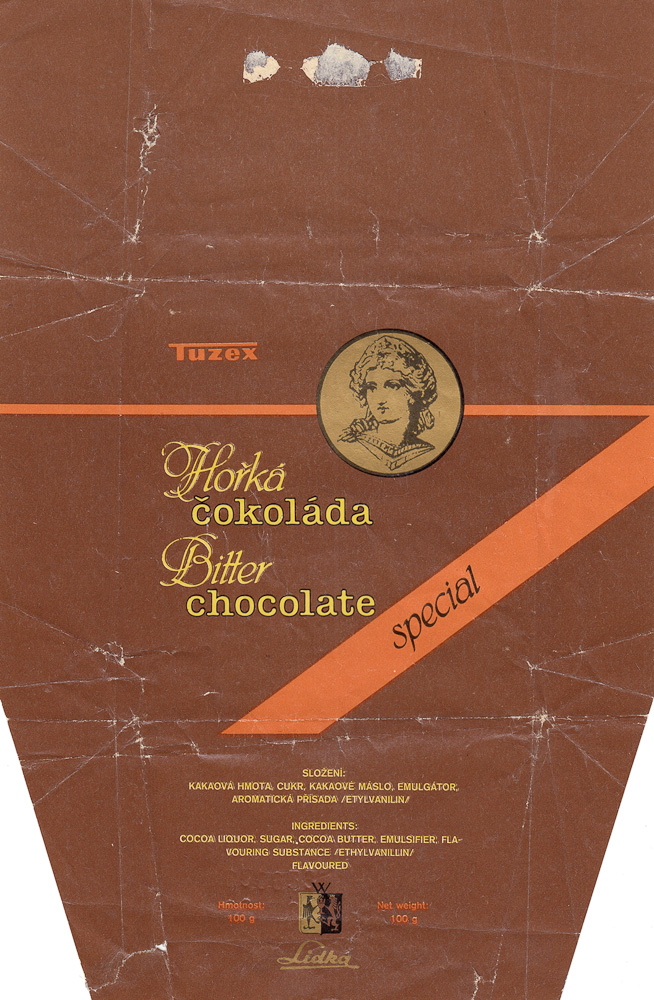 Tuzex
Hořká
čokoláda
Bitter
chocolate
special
SLOŽENÍ:
KAKAOVÁ HMOTA, CUKR, KAKAOVÉ MÁSLO, EMULGÁTOR,
AROMATICKÁ PŘÍSADA /ETYLVANILIN/
INGREDIENTS:
COCOA LIQUOR, SUGAR, COCOA BUTTER, EMULSIFIER, FLA-
VOURING SUBSTANCE /ETHYLVANILLIN/
FLAVOURED
Hmotnost:
100 g
W
Net weight:
100 g
Lidka